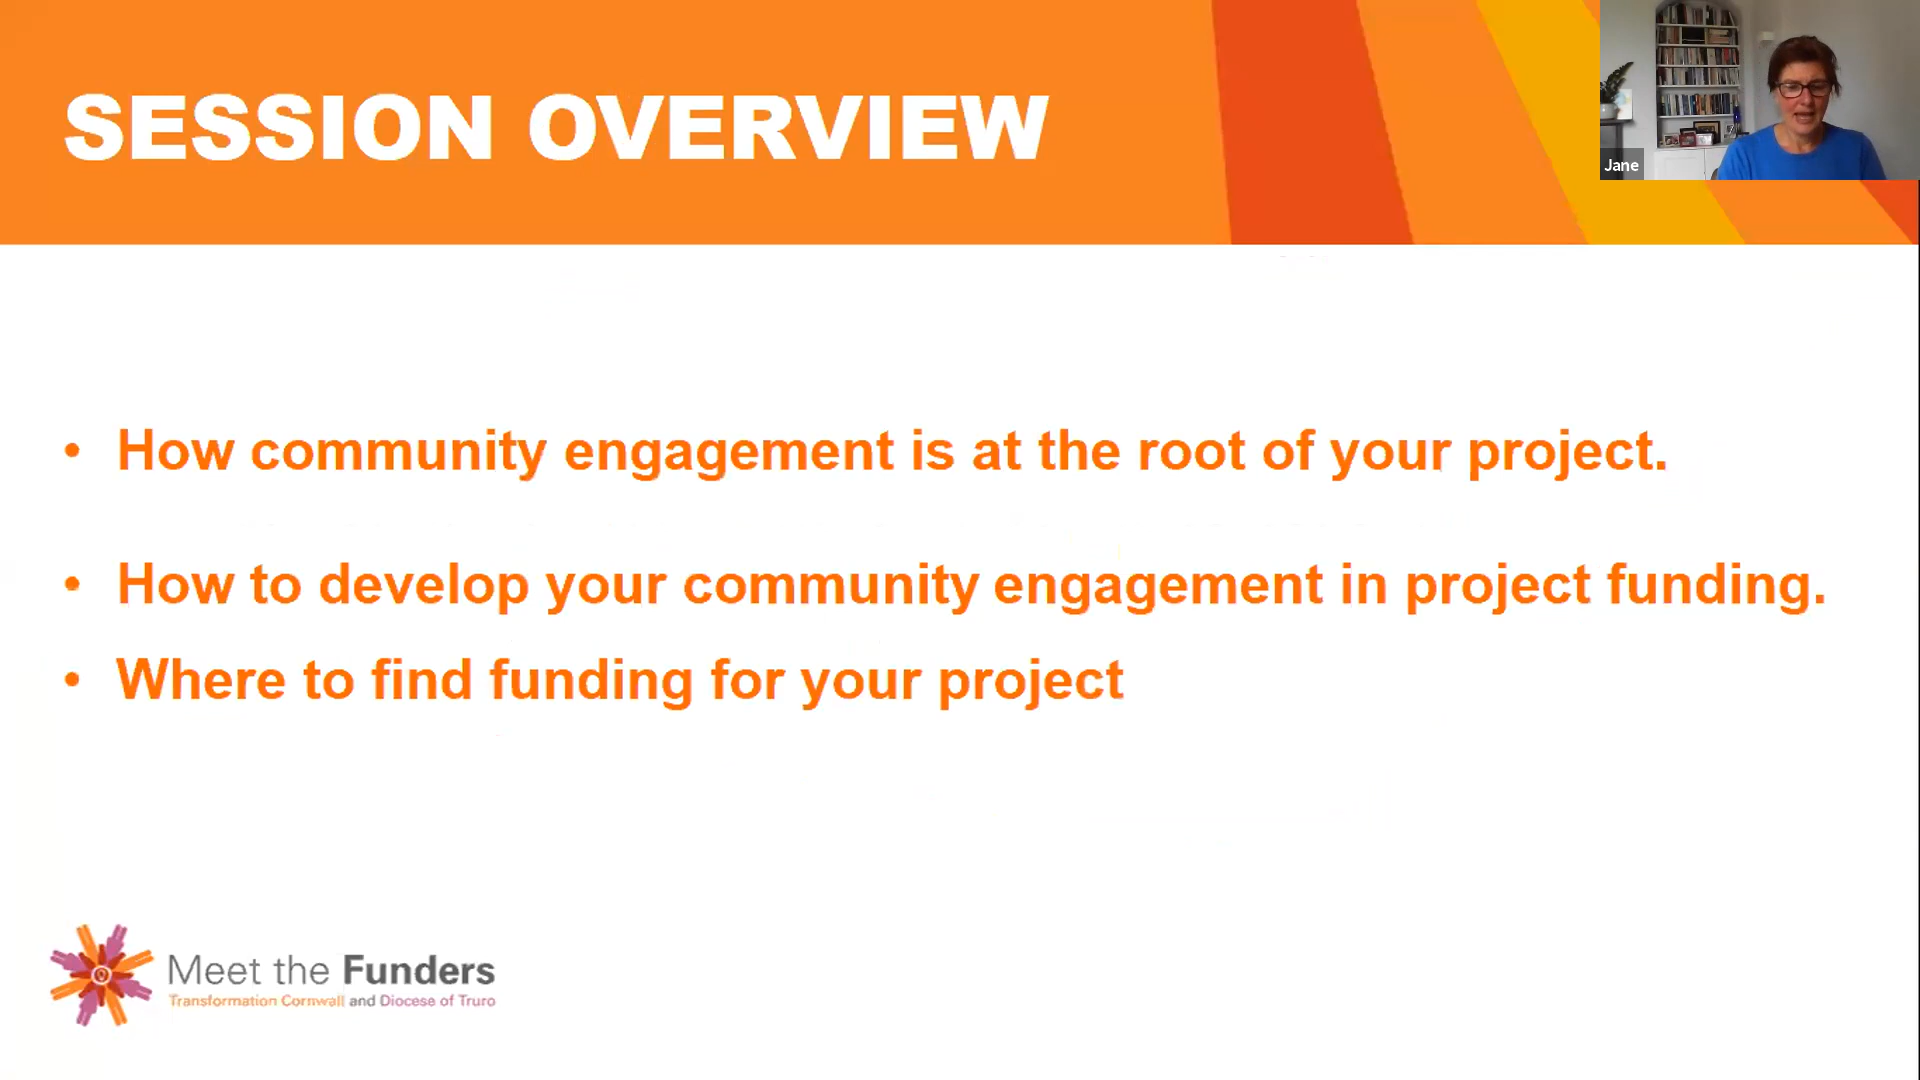 SESSION OVERVIEW
Jane
• How community engagement is at the root of your project.
• How to develop your community engagement in project funding.
• Where to find funding for your project
Meet the Funders
Transformation Cornwall and Diocese of Truro